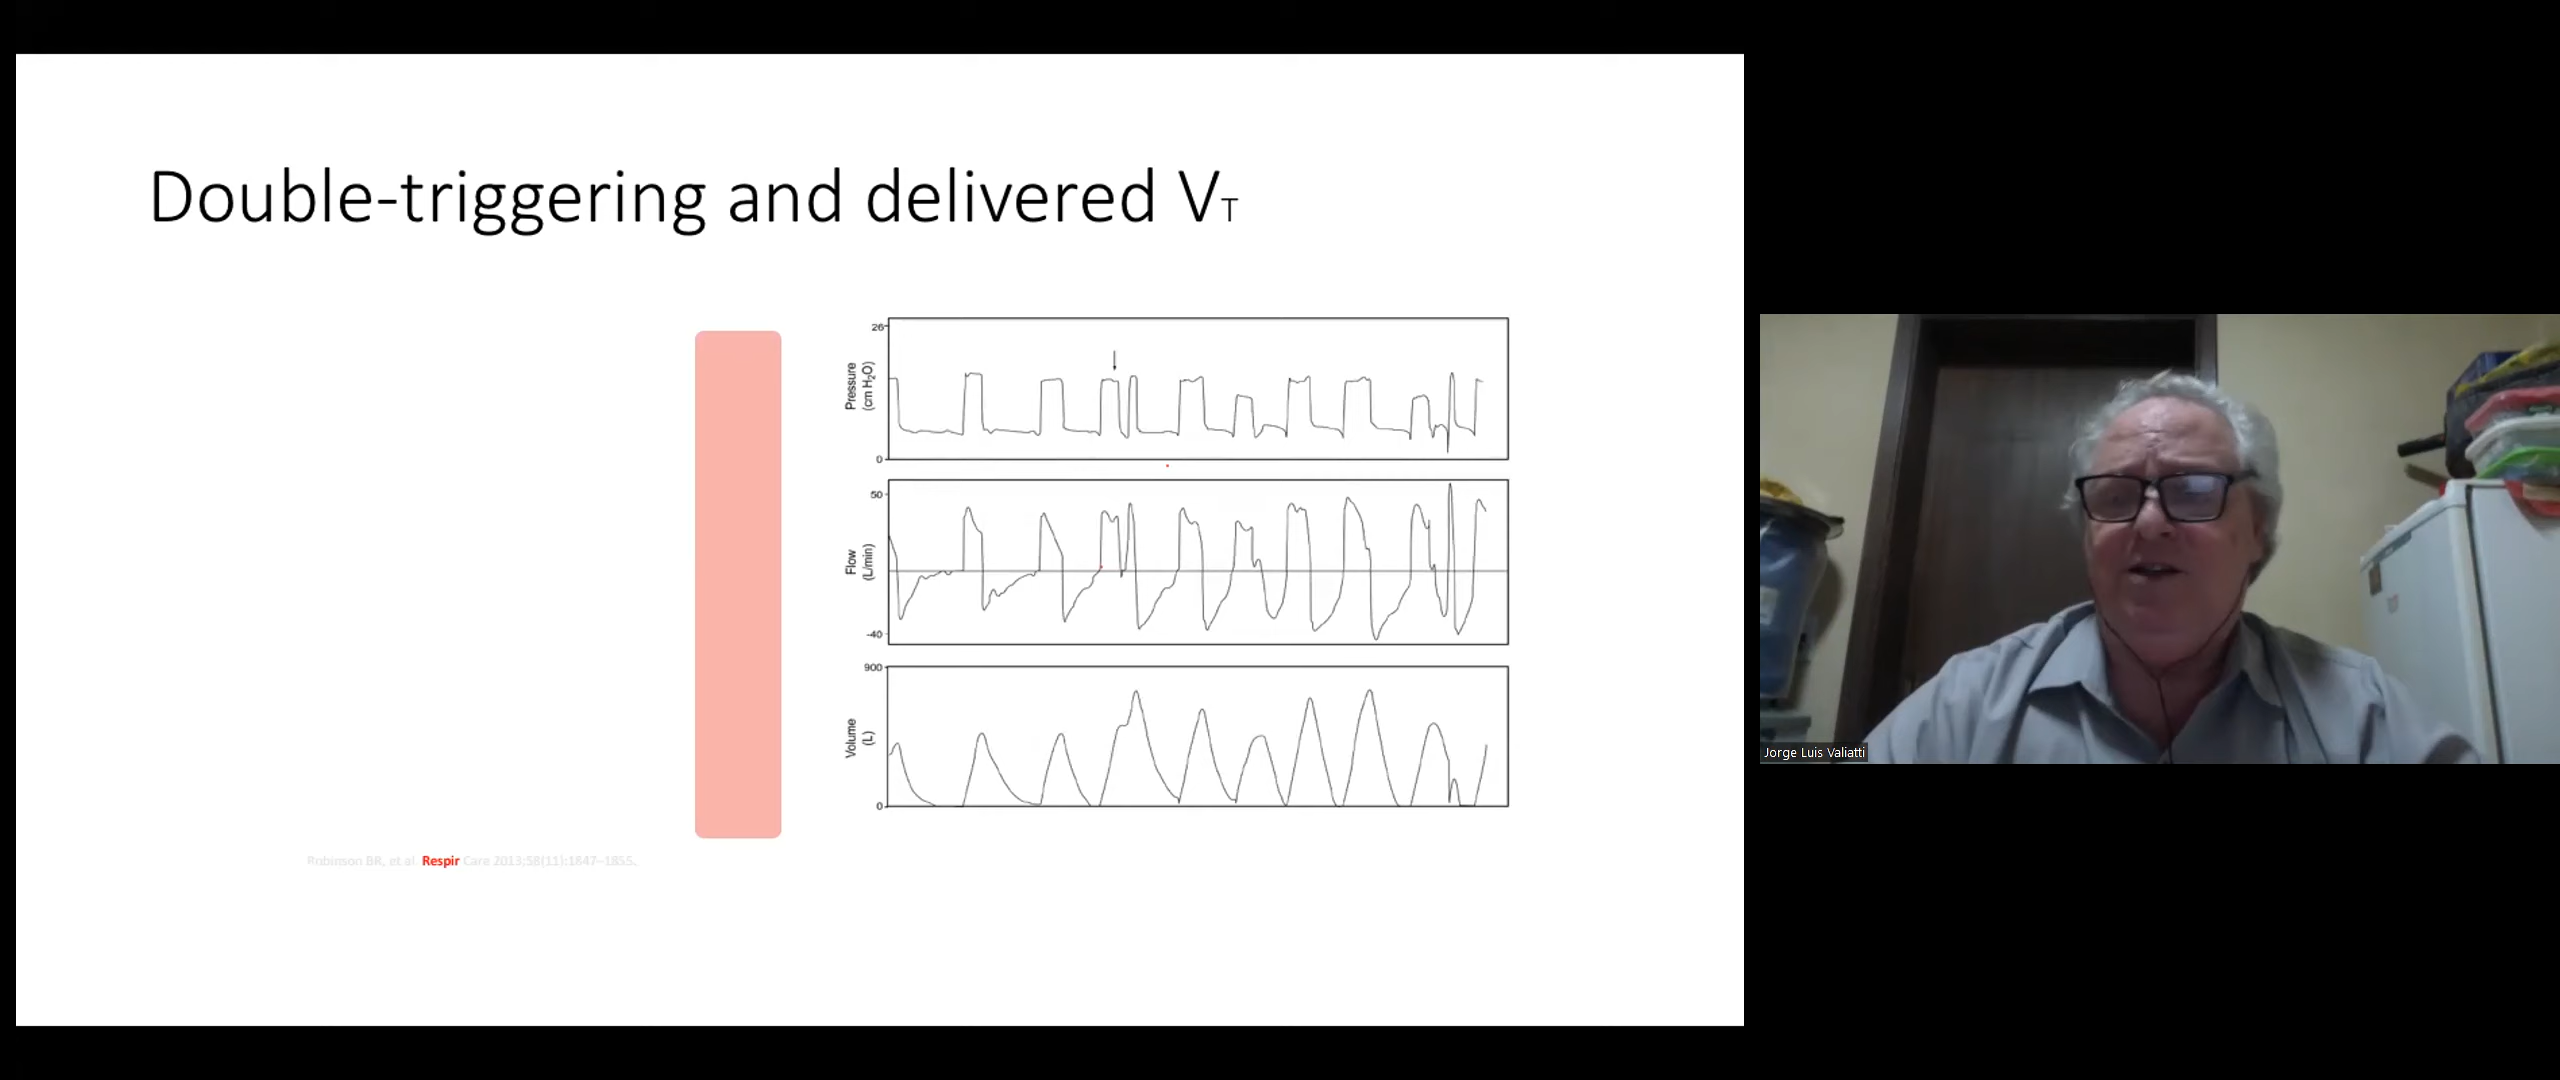 Double-triggering and delivered VT
26
Pressure
(cm H2O)
0
50
Flow
(L/min)
-40
900
Volume
(L)
0
Robinson BR, et al. Respir Care 2013;58(11):1847–1855.
Jorge Luis Valiatti